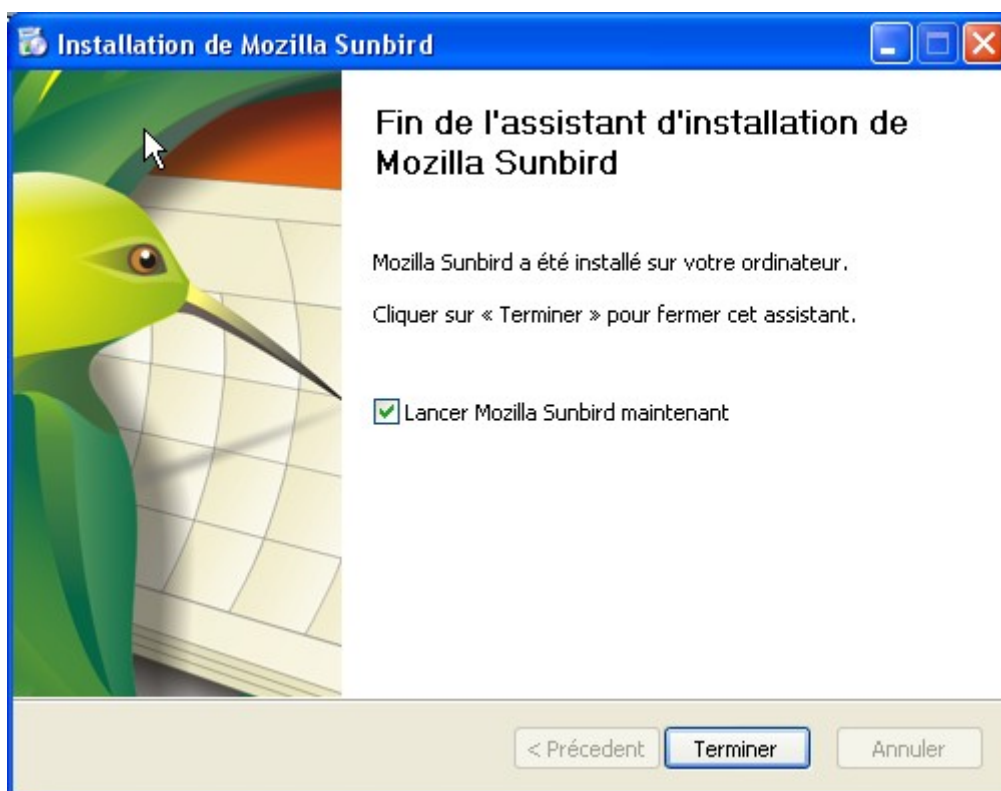 Installation de Mozilla Sunbird
Fin de l'assistant d'installation de
Mozilla Sunbird
Mozilla Sunbird a été installé sur votre ordinateur.
Cliquer sur « Terminer » pour fermer cet assistant.
Lancer Mozilla Sunbird maintenant
< Précedent Terminer Annuler